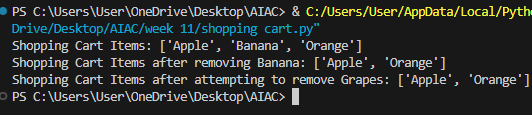 PS C:\Users\User\OneDrive\Desktop\AIAC> & C:/Users/User/AppData/Local/Pytho
Drive/Desktop/AIAC/week 11/shopping cart.py"
Shopping Cart Items: ['Apple', 'Banana', 'Orange']
Shopping Cart Items after removing Banana: ['Apple', 'Orange']
Shopping Cart Items after attempting to remove Grapes: ['Apple', 'Orange']
PS C:\Users\User\OneDrive\Desktop\AIAC>